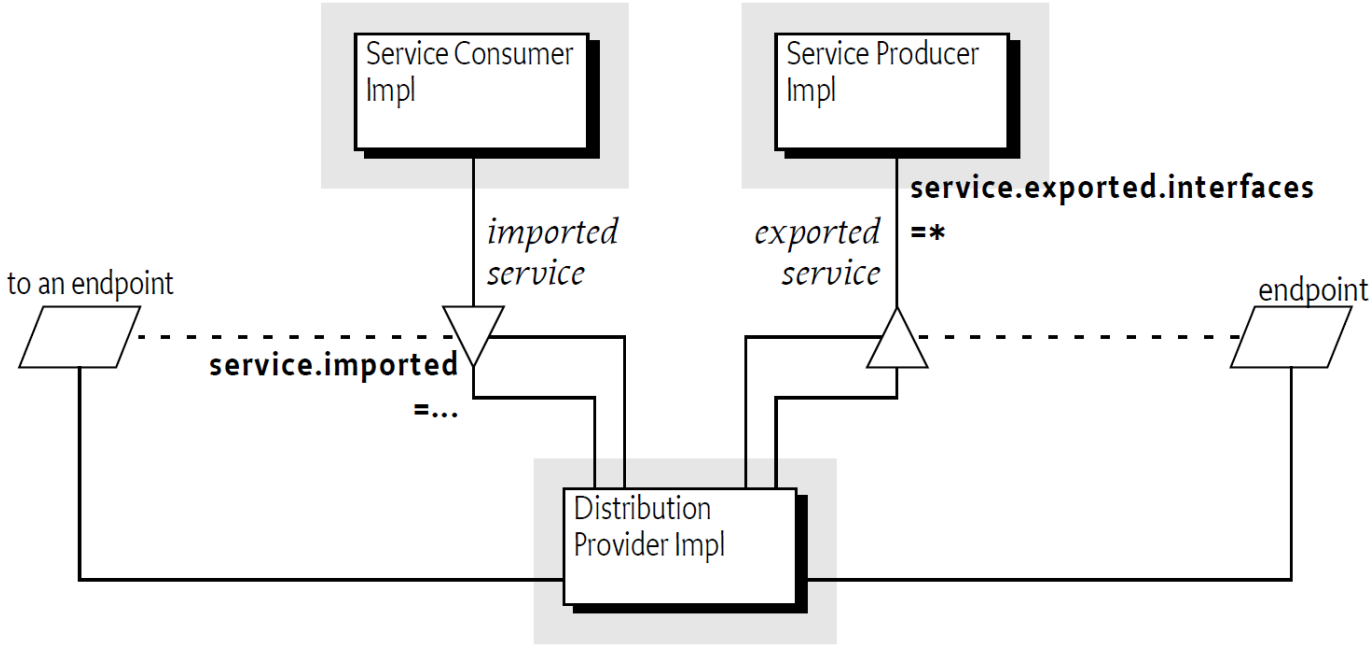 Service Consumer
Impl
Service Producer
Impl
service.exported.interfaces
=*
imported
service
exported
service
to an endpoint
endpoint
service.imported
=...
Distribution
Provider Impl